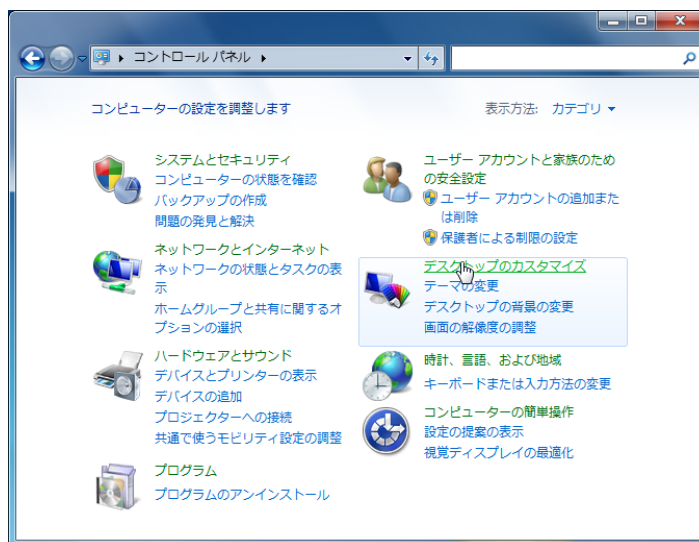 コントロール パネル
コンピューターの設定を調整します
表示方法: カテゴリ
システムとセキュリティ
コンピューターの状態を確認
バックアップの作成
問題の発見と解決
ネットワークとインターネット
ネットワークの状態とタスクの表
示
ホームグループと共有に関するオ
プションの選択
ハードウェアとサウンド
デバイスとプリンターの表示
デバイスの追加
プロジェクターへの接続
共通で使うモビリティ設定の調整
プログラム
プログラムのアンインストール
ユーザー アカウントと家族のため
の安全設定
ユーザー アカウントの追加また
は削除
保護者による制限の設定
デスクトップのカスタマイズ
テーマの変更
デスクトップの背景の変更
画面の解像度の調整
時計、言語、および地域
キーボードまたは入力方法の変更
コンピューターの簡単操作
設定の提案の表示
視覚ディスプレイの最適化